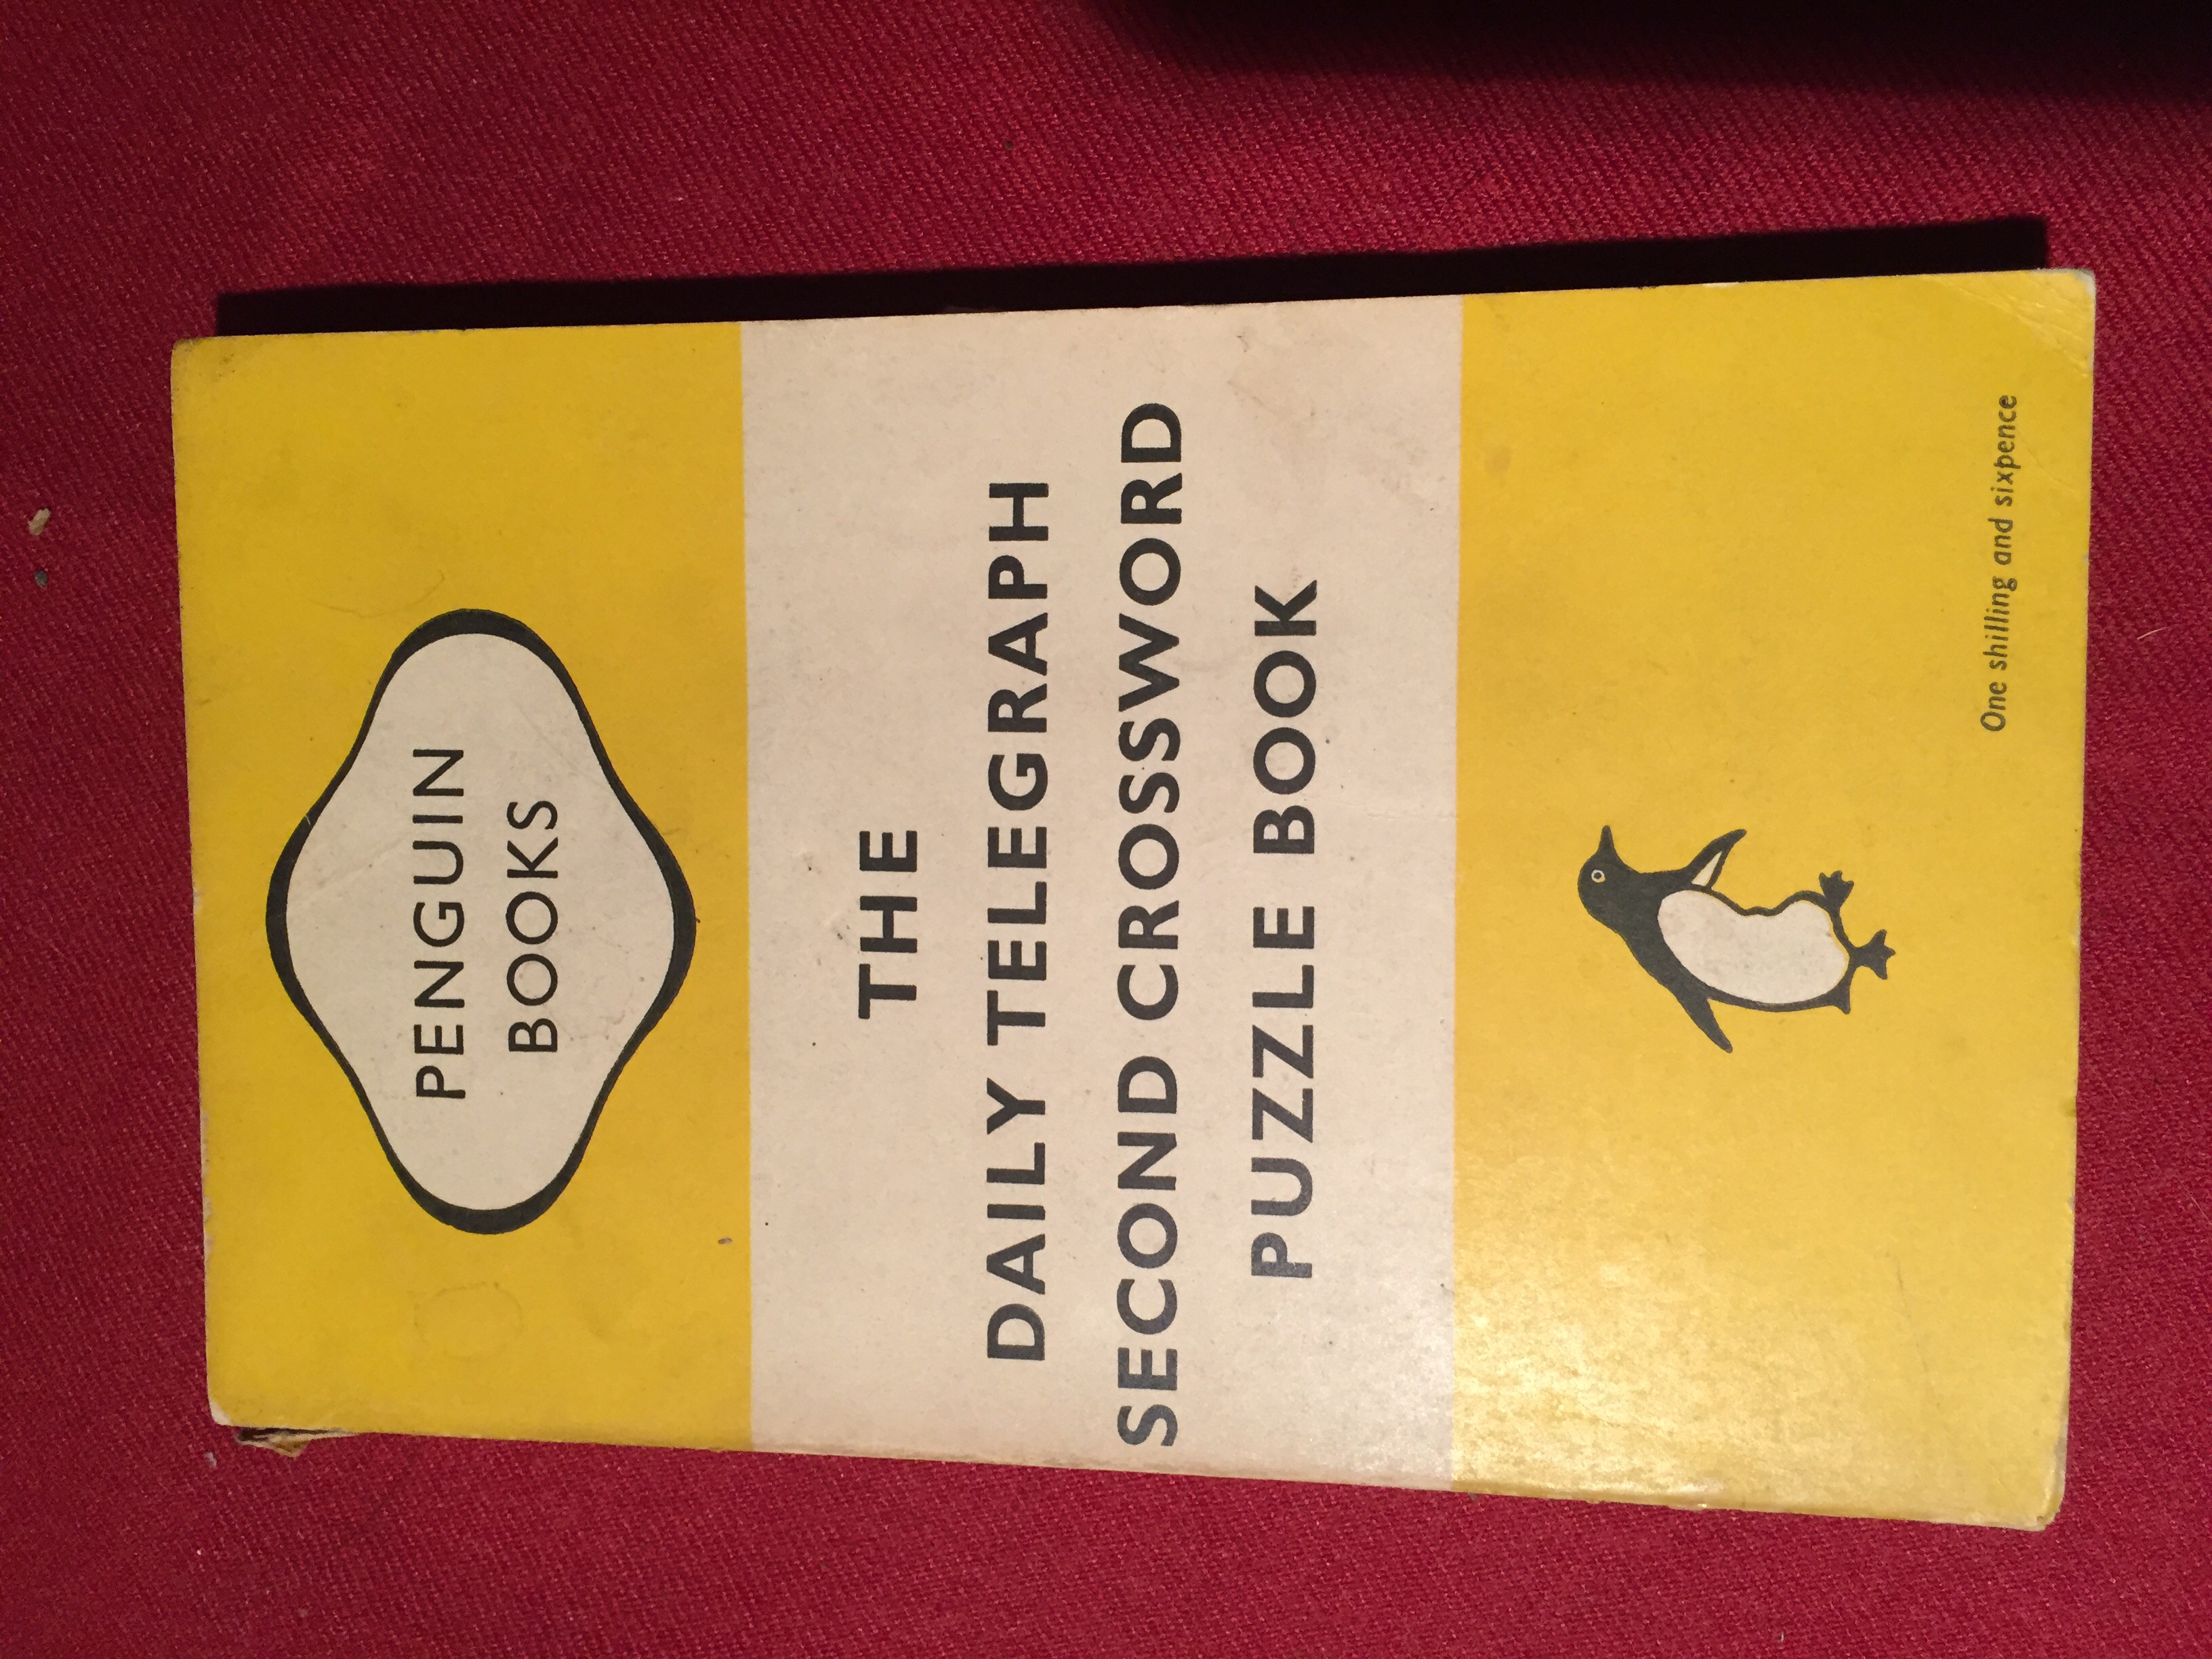 PENGUIN
BOOKS
THE
DAILY TELEGRAPH
SECOND CROSSWORD
PUZZLE BOOK
One shilling and sixpence